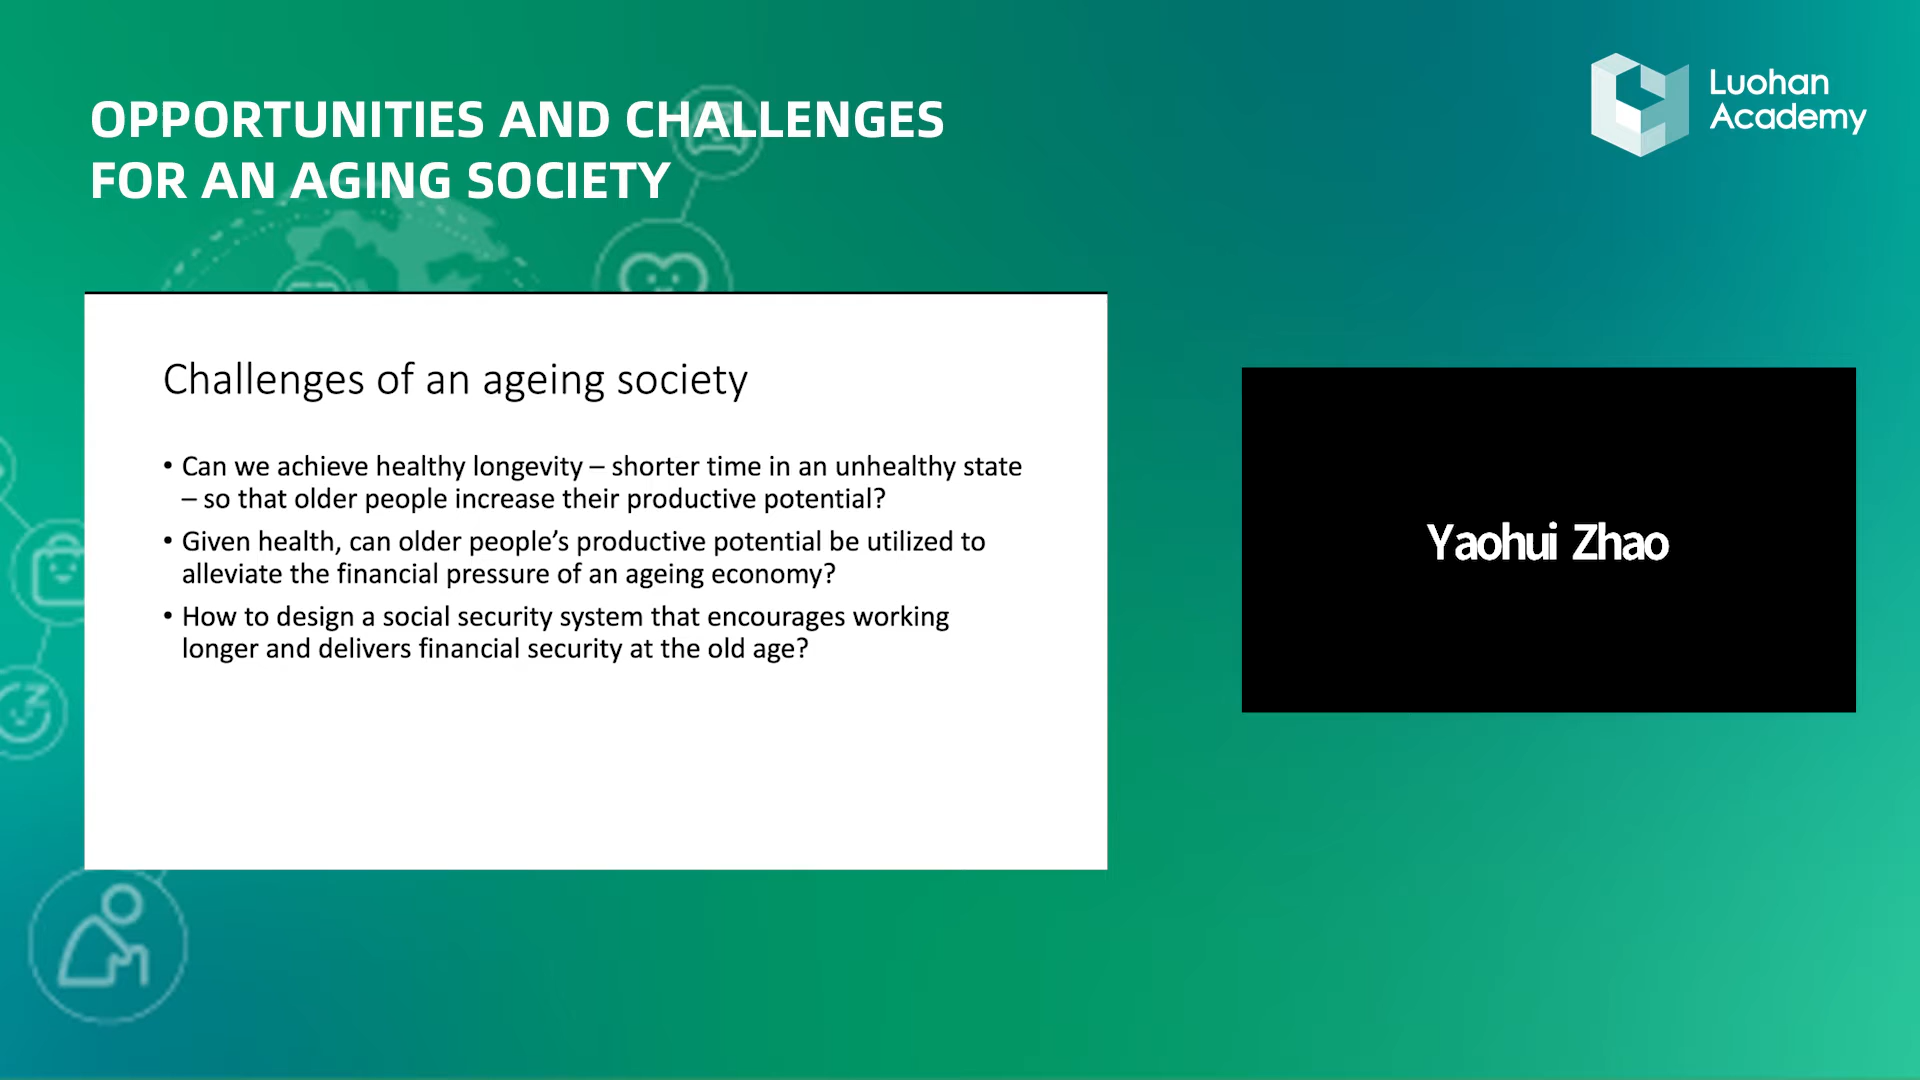 OPPORTUNITIES AND CHALLENGES
FOR AN AGING SOCIETY
Luohan
Academy
Challenges of an ageing society
• Can we achieve healthy longevity – shorter time in an unhealthy state
– so that older people increase their productive potential?
• Given health, can older people’s productive potential be utilized to
alleviate the financial pressure of an ageing economy?
• How to design a social security system that encourages working
longer and delivers financial security at the old age?
Yaohui Zhao